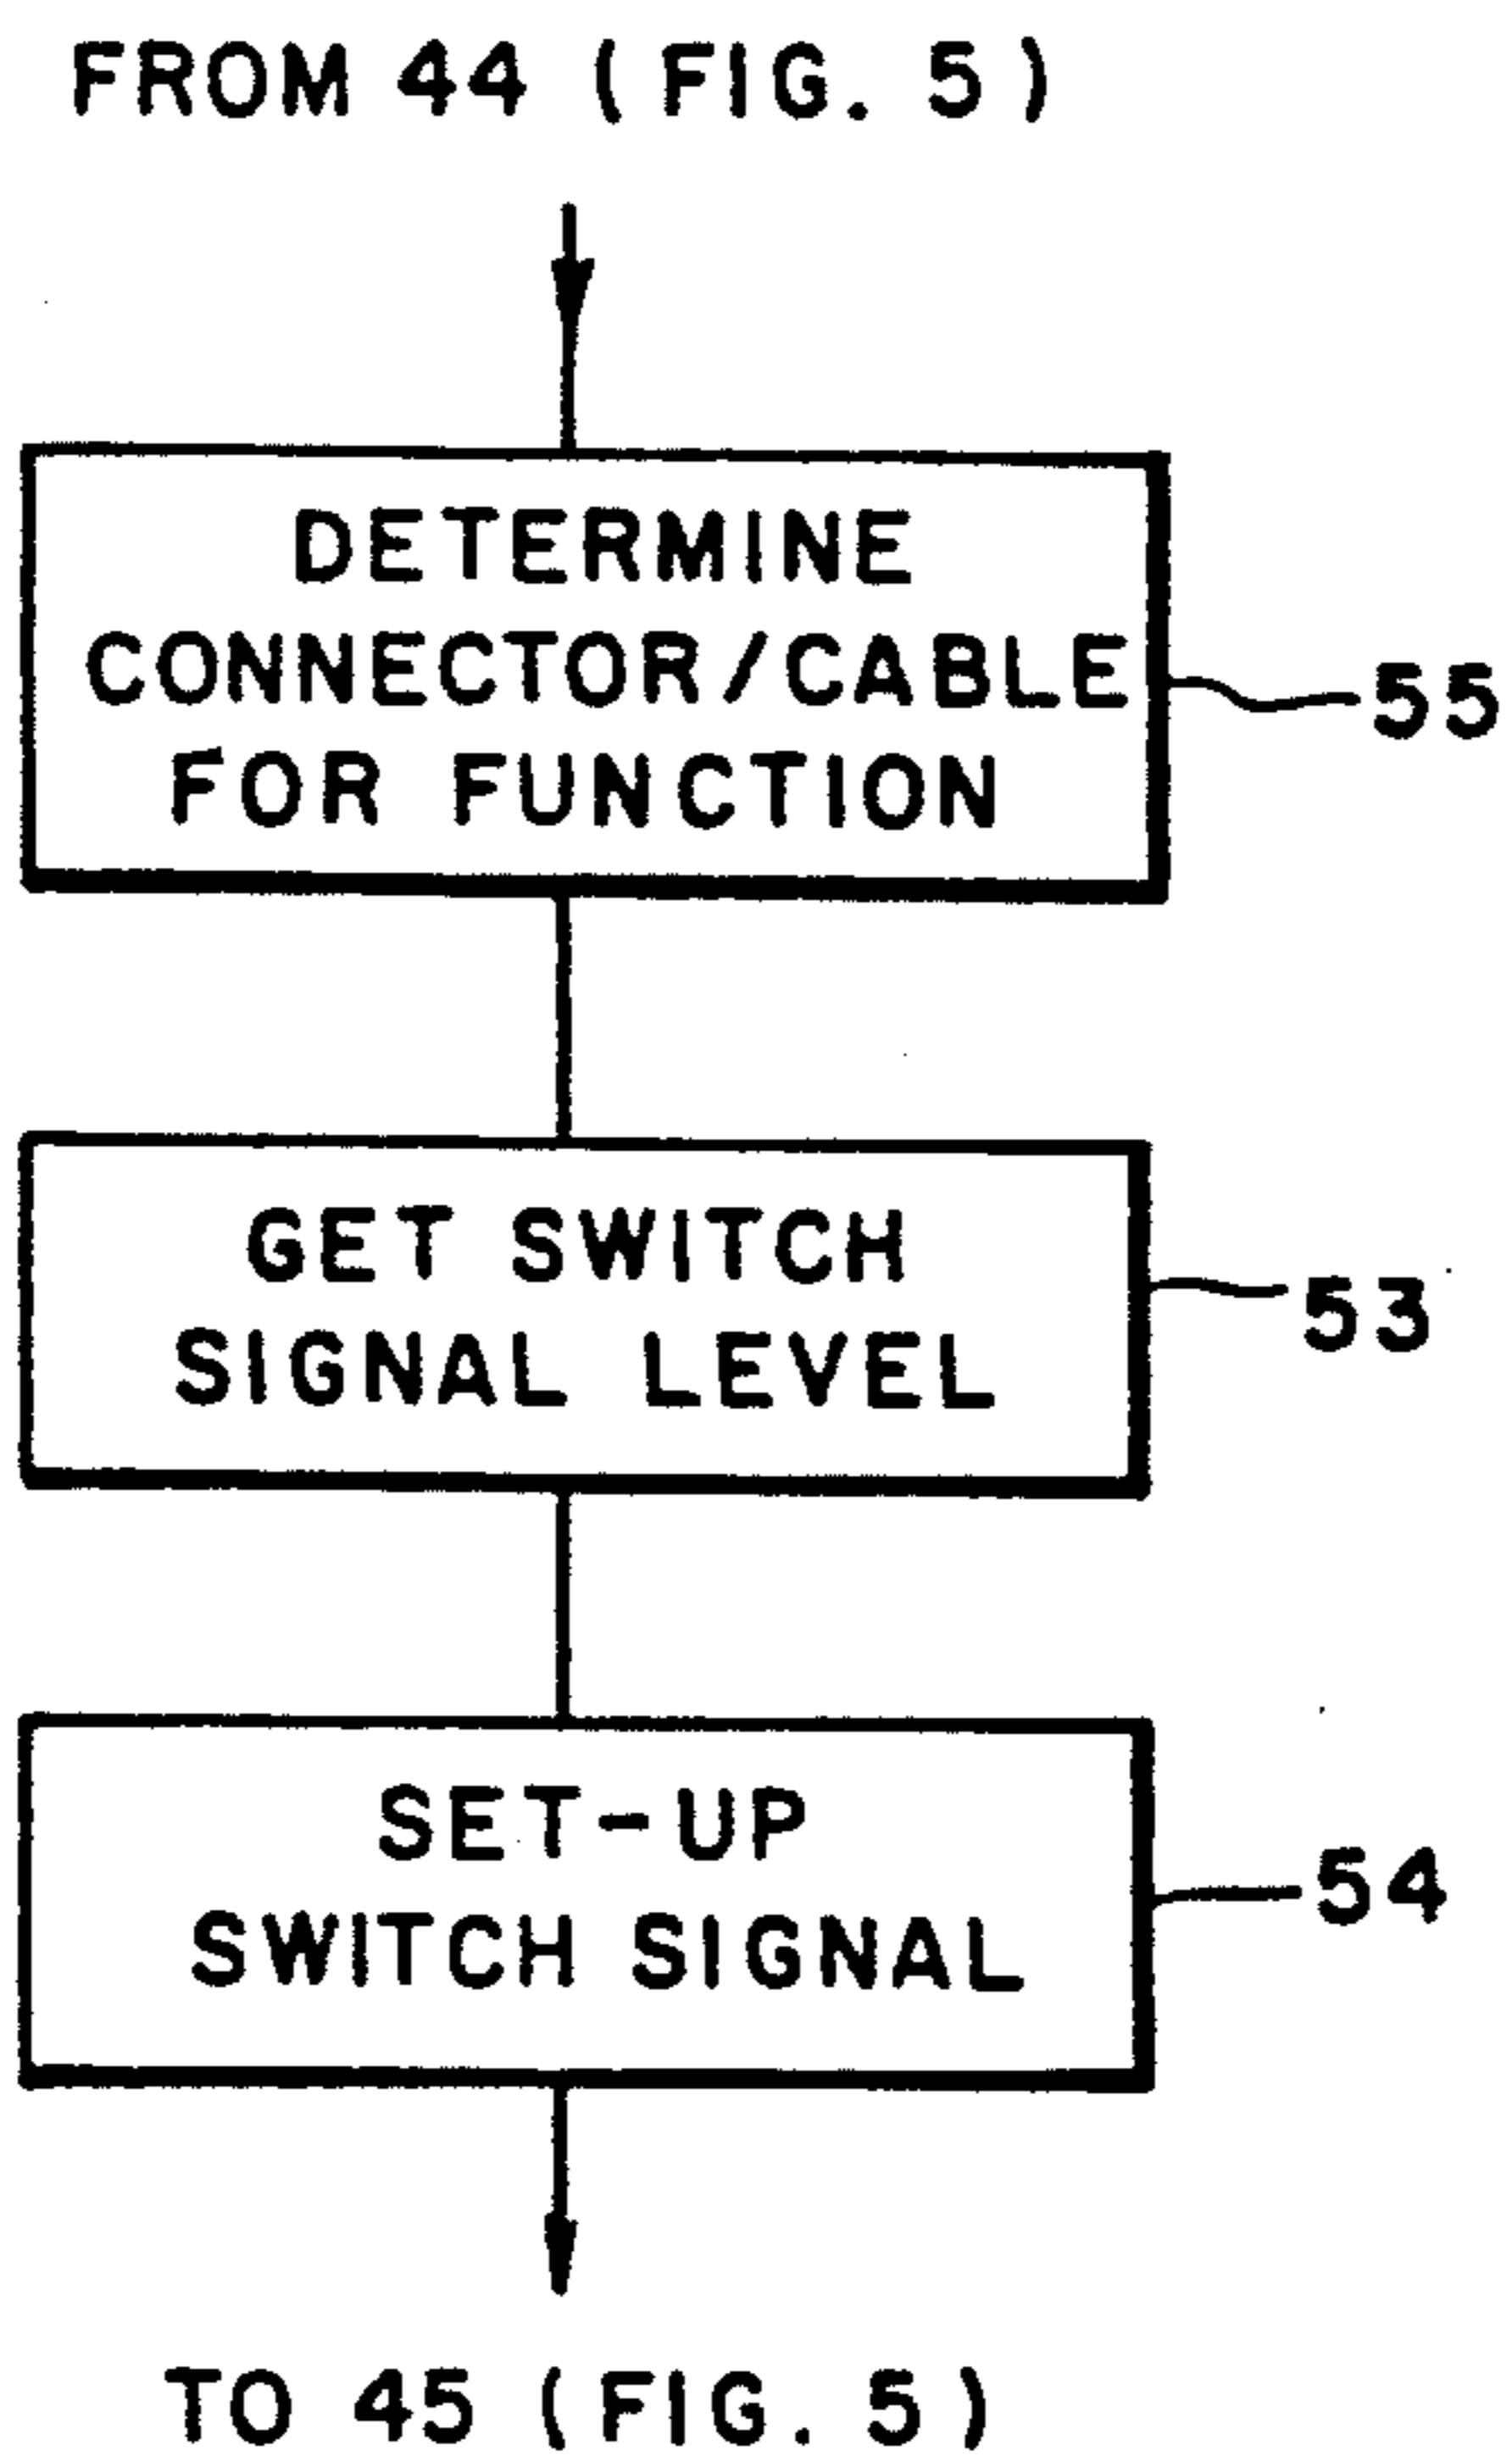 FROM 44 (FIG. 5)
DETERMINE
CONNECTOR/CABLE
FOR FUNCTION
55
GET SWITCH
SIGNAL LEVEL
53
SET-UP
SWITCH SIGNAL
54
TO 45 (FIG. 5)